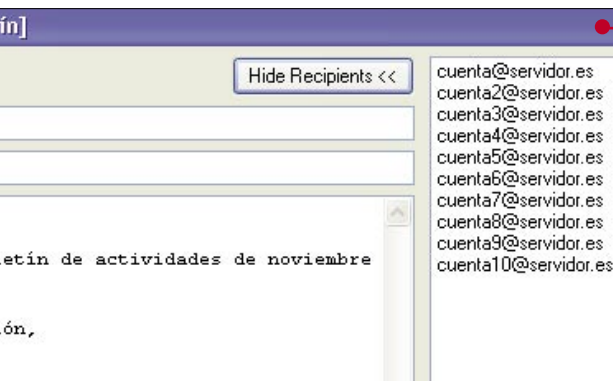 ín]
Hide Recipients <<
cuenta@servidor.es
cuenta2@servidor.es
cuenta3@servidor.es
cuenta4@servidor.es
cuenta5@servidor.es
cuenta6@servidor.es
cuenta7@servidor.es
cuenta8@servidor.es
cuenta9@servidor.es
cuenta10@servidor.es
letín de actividades de noviembre
ón,